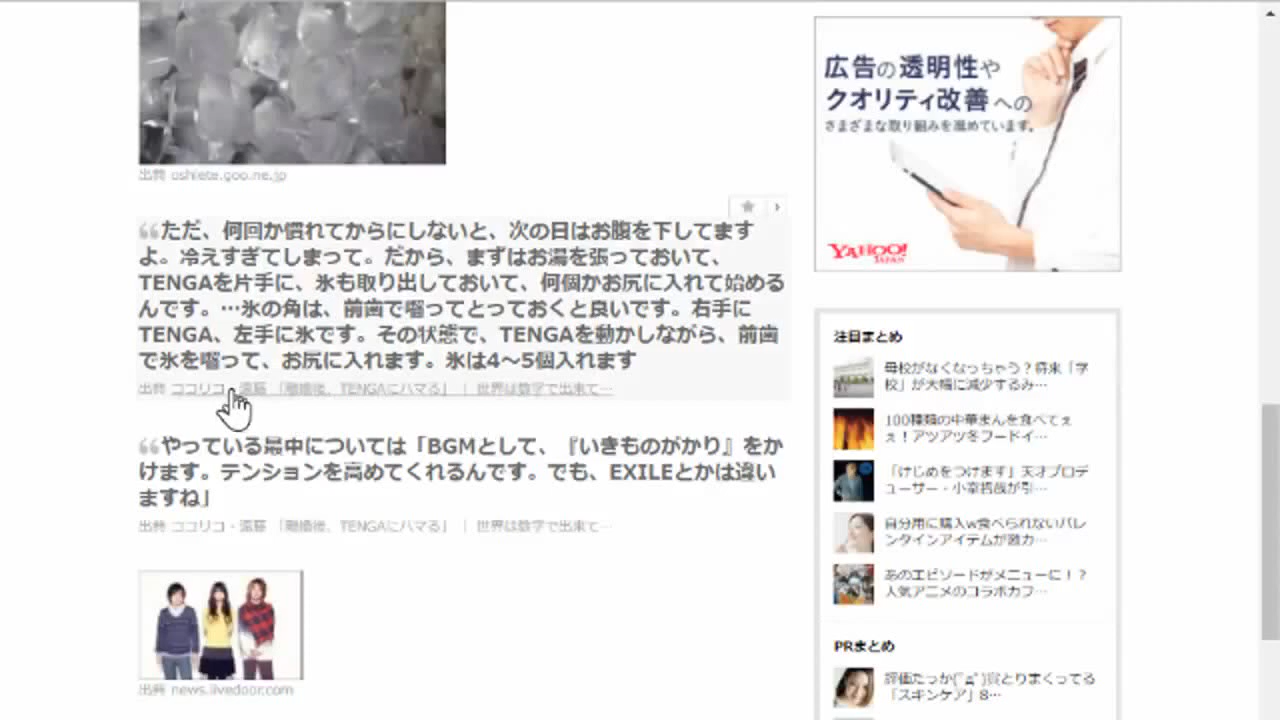 出典 oshiete.goo.ne.jp
ただ、何回か慣れてからにしないと、次の日はお腹を下してます
よ。冷えすぎてしまって。だから、まずはお湯を張っておいて、
TENGAを片手に、氷も取り出しておいて、何個かお尻に入れて始める
んです。…氷の角は、前歯で囓ってとっておくと良いです。右手に
TENGA、左手に氷です。その状態で、TENGAを動かしながら、前歯
で氷を囓って、お尻に入れます。氷は4～5個入れます
出典 ココリコ・遠藤 「離婚後、TENGAにハマる」 | 世界は数字で出来て…
やっている最中については「BGMとして、『いきものがかり』をか
けます。テンションを高めてくれるんです。でも、EXILEとかは違い
ますね」
出典 ココリコ・遠藤 「離婚後、TENGAにハマる」 | 世界は数字で出来て…
出典 news.livedoor.com
広告の透明性や
クオリティ改善への
さまざまな取り組みを進めています。
YAHOO!
JAPAN
注目まとめ
母校がなくなっちゃう？将来「学
校」が大幅に減少するみ…
100種類の中華まんを食べてぇ
ぇ！アツアツ冬フードイ…
「けじめをつけます」天才プロデ
ューサー・小室哲哉が引…
自分用に購入w食べられないバレ
ンタインアイテムが激カ…
あのエピソードがメニューに！？
人気アニメのコラボカフ…
PRまとめ
評価たっか(ﾟДﾟ)賞とりまくってる
「スキンケア」8…